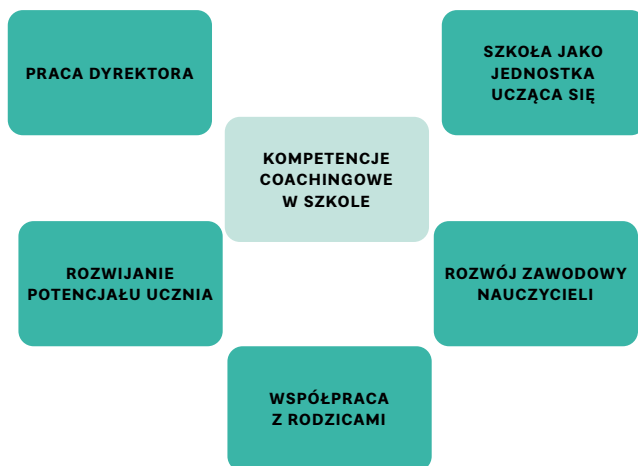 PRACA DYREKTORA
SZKOŁA JAKO
JEDNOSTKA
UCZĄCA SIĘ
KOMPETENCJE
COACHINGOWE
W SZKOLE
ROZWIJANIE
POTENCJAŁU UCZNIA
ROZWÓJ ZAWODOWY
NAUCZYCIELI
WSPÓŁPRACA
Z RODZICAMI